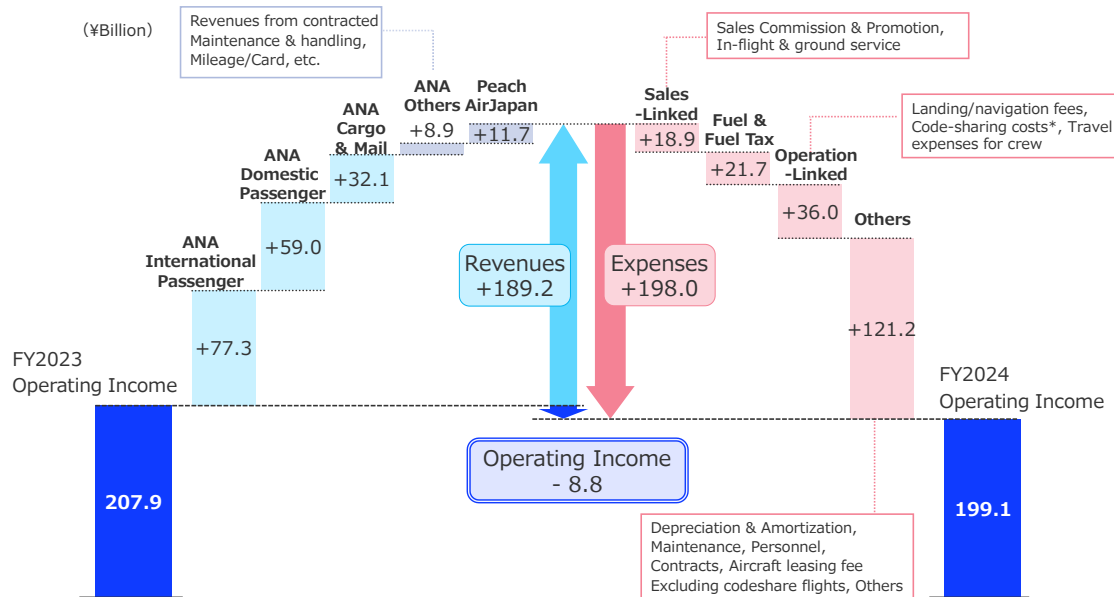 (¥Billion)
Revenues from contracted
Maintenance & handling,
Mileage/Card, etc.
Sales Commission & Promotion,
In-flight & ground service
Landing/navigation fees,
Code-sharing costs*, Travel
expenses for crew
ANA
International
Passenger
+77.3
ANA
Domestic
Passenger
+59.0
ANA
Cargo
& Mail
+32.1
ANA
Others
+8.9
Peach
AirJapan
+11.7
Revenues
+189.2
Expenses
+198.0
Sales
-Linked
+18.9
Fuel &
Fuel Tax
+21.7
Operation
-Linked
+36.0
Others
+121.2
FY2023
Operating Income
207.9
Operating Income
- 8.8
FY2024
Operating Income
199.1
Depreciation & Amortization,
Maintenance, Personnel,
Contracts, Aircraft leasing fee
Excluding codeshare flights, Others